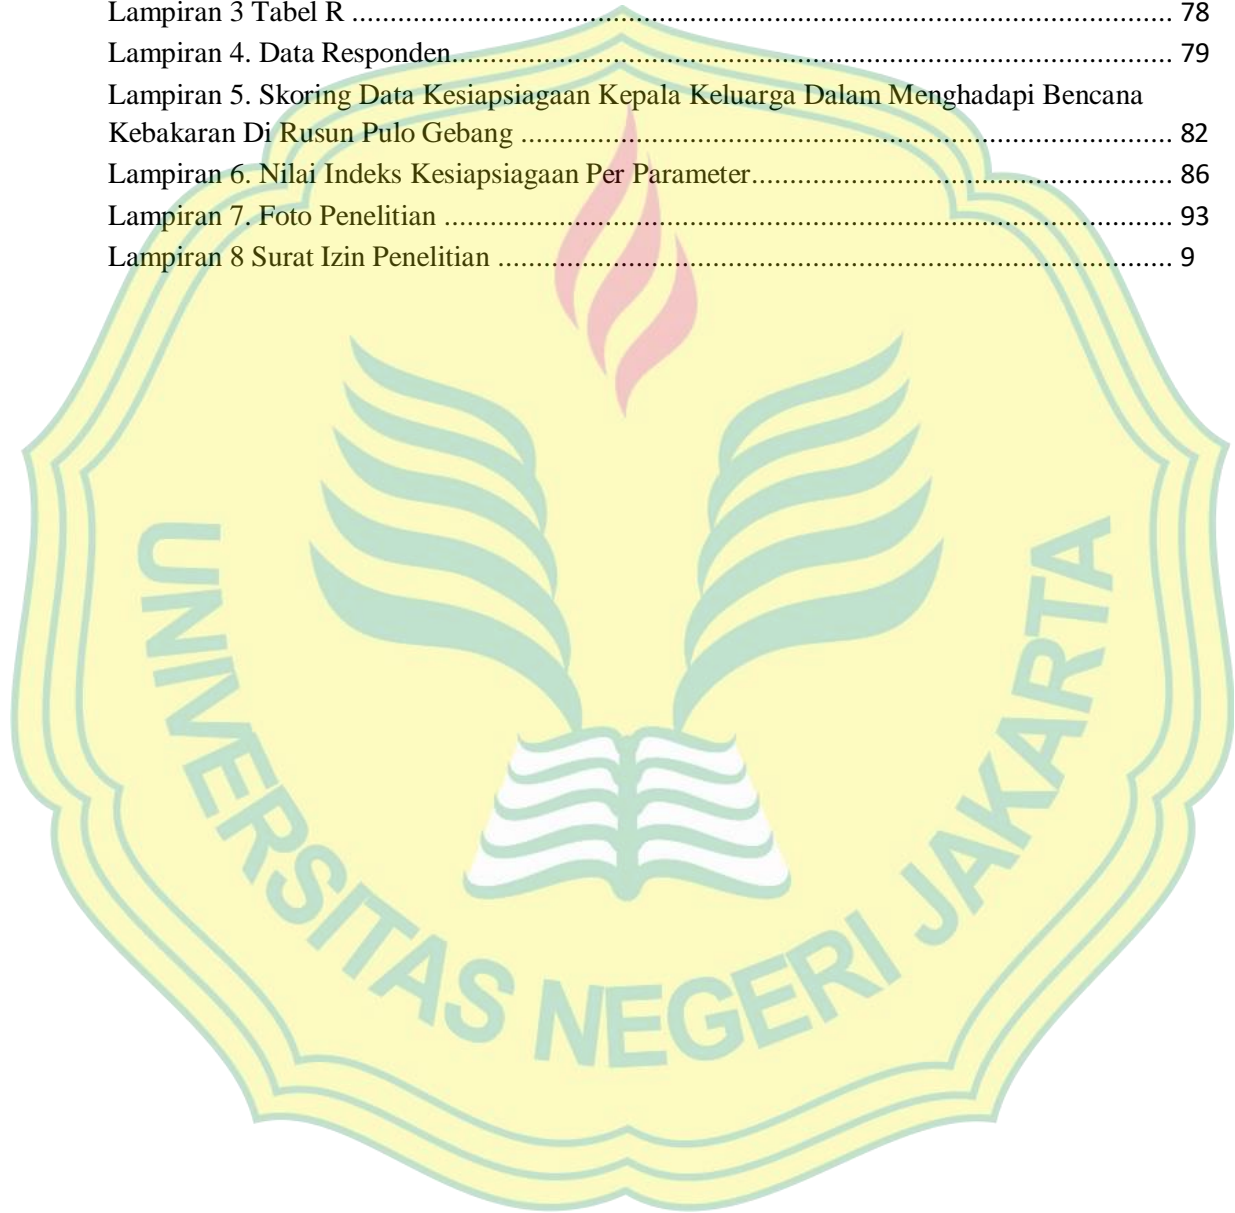 Lampiran 3 Tabel R ........................................................................................................................ 78
Lampiran 4. Data Responden......................................................................................................... 79
Lampiran 5. Skoring Data Kesiapsiagaan Kepala Keluarga Dalam Menghadapi Bencana
Kebakaran Di Rusun Pulo Gebang ................................................................................................ 82
Lampiran 6. Nilai Indeks Kesiapsiagaan Per Parameter.............................................................. 86
Lampiran 7. Foto Penelitian .......................................................................................................... 93
Lampiran 8 Surat Izin Penelitian ................................................................................................... 9
UNIVERSITAS NEGERI JAKARTA